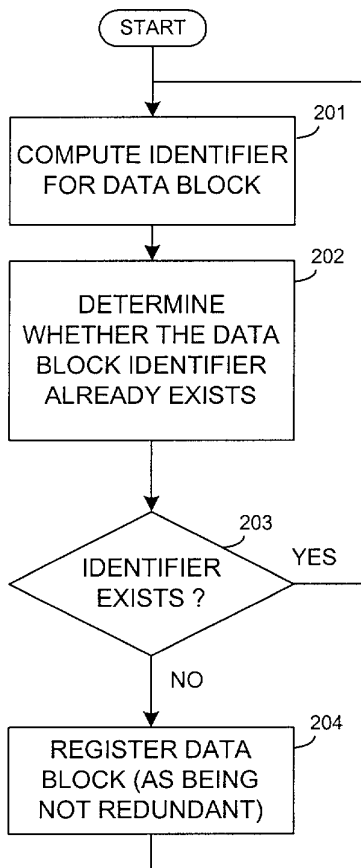 START
201
COMPUTE IDENTIFIER
FOR DATA BLOCK
202
DETERMINE
WHETHER THE DATA
BLOCK IDENTIFIER
ALREADY EXISTS
203
IDENTIFIER
EXISTS ?
YES
NO
204
REGISTER DATA
BLOCK (AS BEING
NOT REDUNDANT)